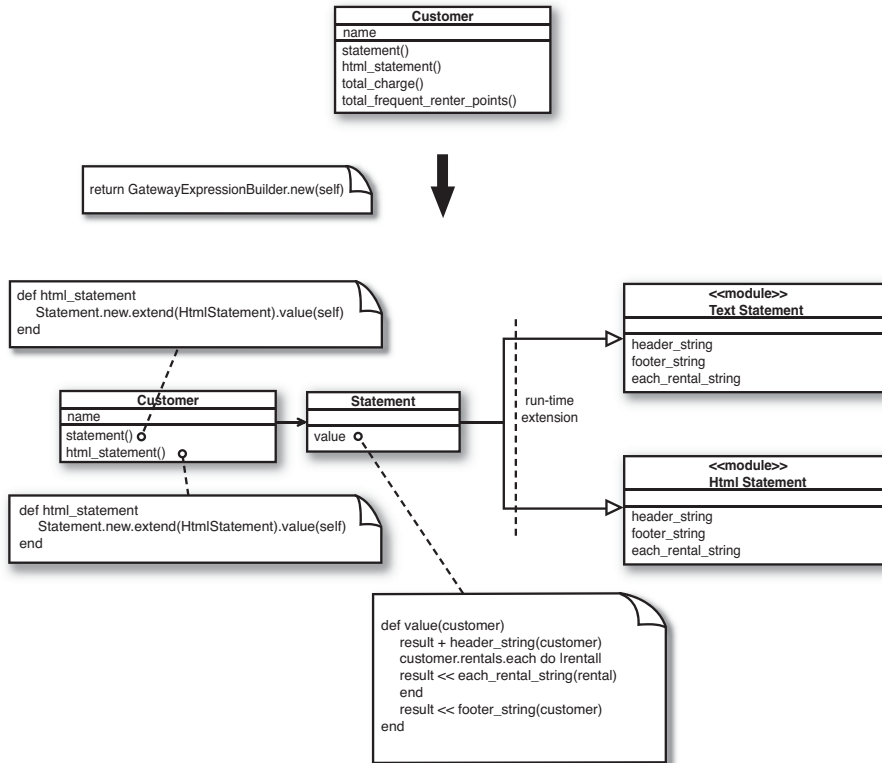 Customer
name
statement()
html_statement()
total_charge()
total_frequent_renter_points()
return GatewayExpressionBuilder.new(self)
def html_statement
Statement.new.extend(HtmlStatement).value(self)
end
Customer
name
statement()
html_statement()
Statement
value
run-time
extension
<<module>>
Text Statement
header_string
footer_string
each_rental_string
<<module>>
Html Statement
header_string
footer_string
each_rental_string
def html_statement
Statement.new.extend(HtmlStatement).value(self)
end
def value(customer)
result + header_string(customer)
customer.rentals.each do lrentall
result << each_rental_string(rental)
end
result << footer_string(customer)
end